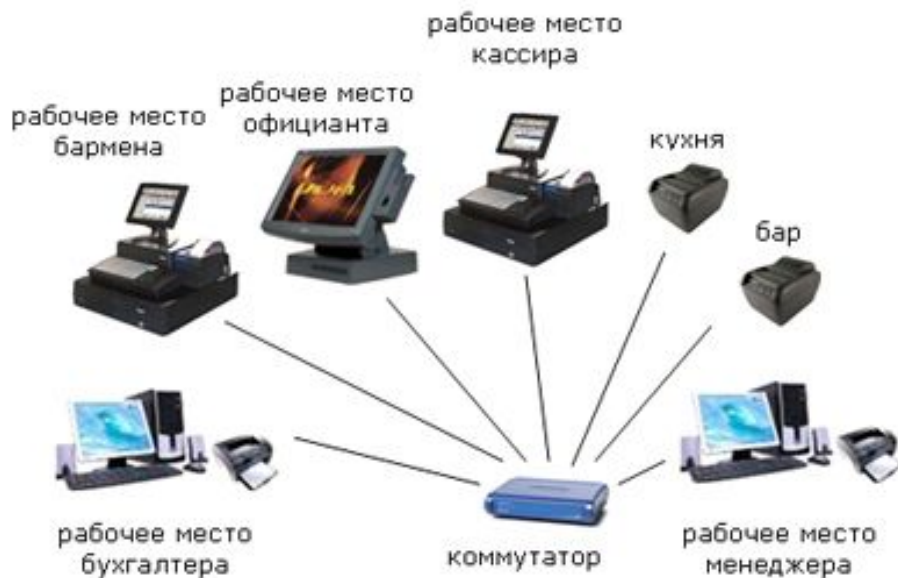 рабочее место
кассира
рабочее место
официанта
рабочее место
бармена
кухня
бар
рабочее место
бухгалтера
коммутатор
рабочее место
менеджера